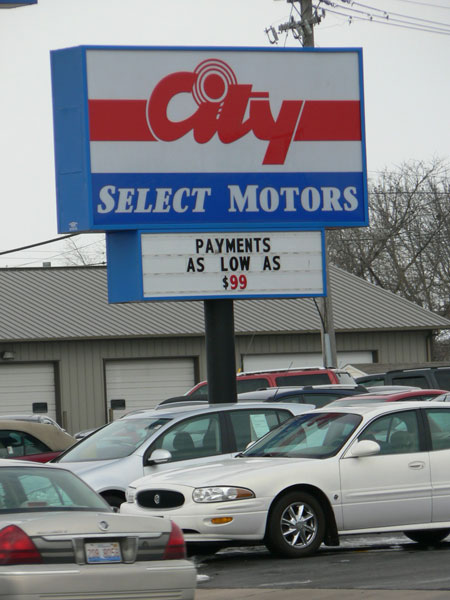 City
SELECT MOTORS
PAYMENTS
AS LOW AS
$99